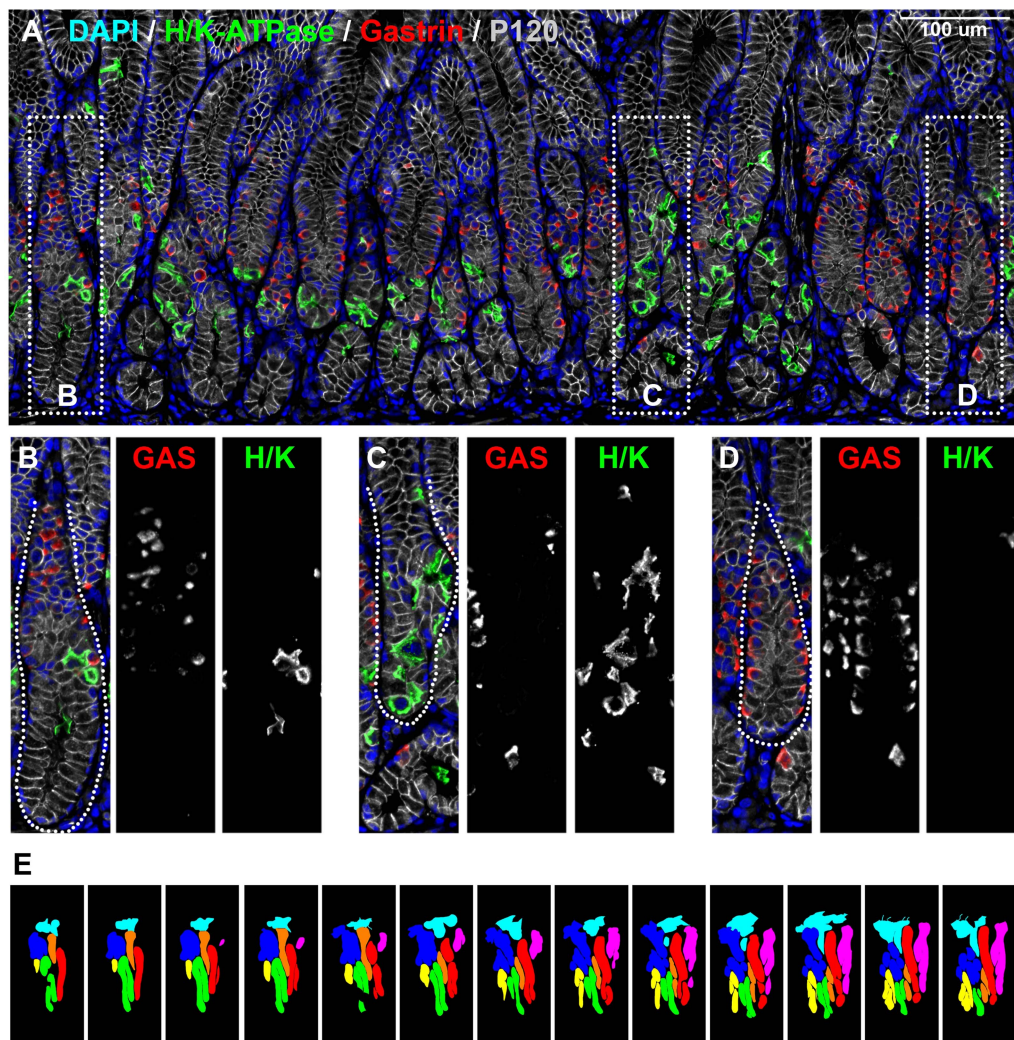 A DAPI / H/K-ATPase / Gastrin / P120
100 um
B
C
D
B GAS H/K
C GAS H/K
D GAS H/K
E